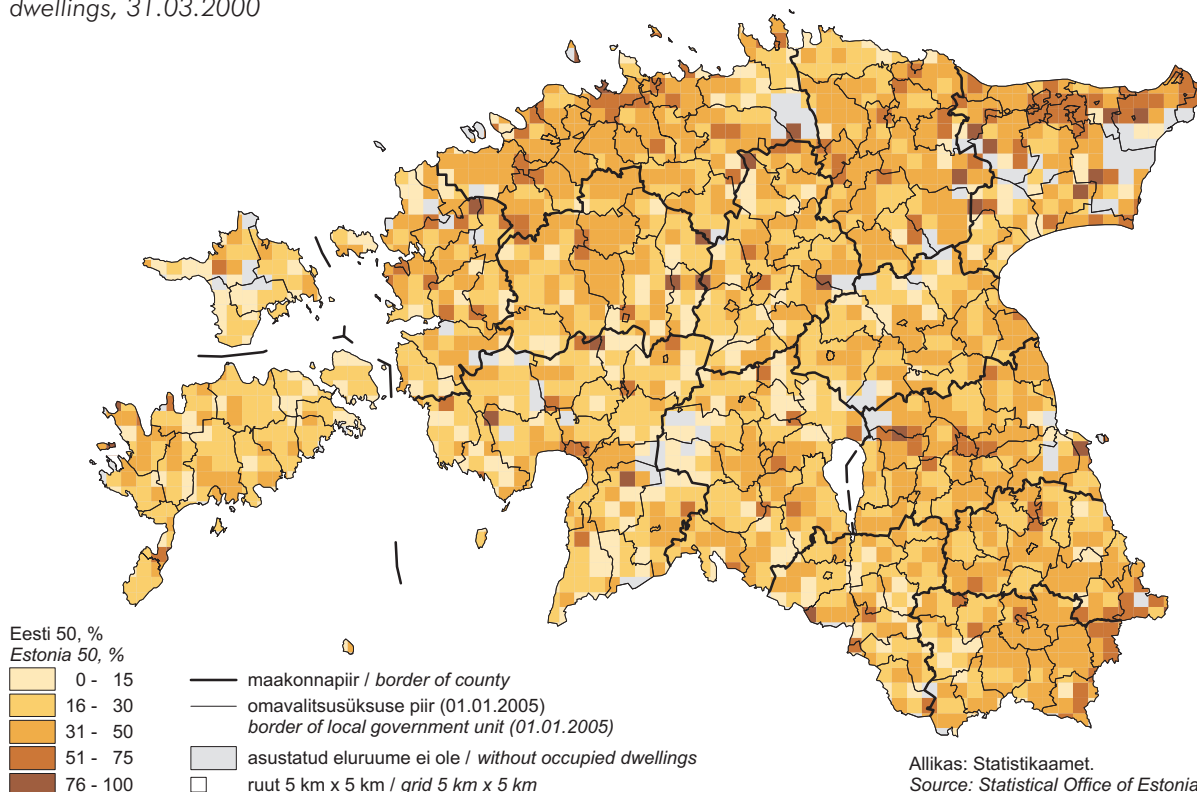 dwellings, 31.03.2000
Eesti 50, %
Estonia 50, %
0 - 15
16 - 30
31 - 50
51 - 75
76 - 100
maakonnapiir / border of county
omavalitsusüksuse piir (01.01.2005)
border of local government unit (01.01.2005)
asustatud eluruume ei ole / without occupied dwellings
ruut 5 km x 5 km / grid 5 km x 5 km
Allikas: Statistikaamet.
Source: Statistical Office of Estonia